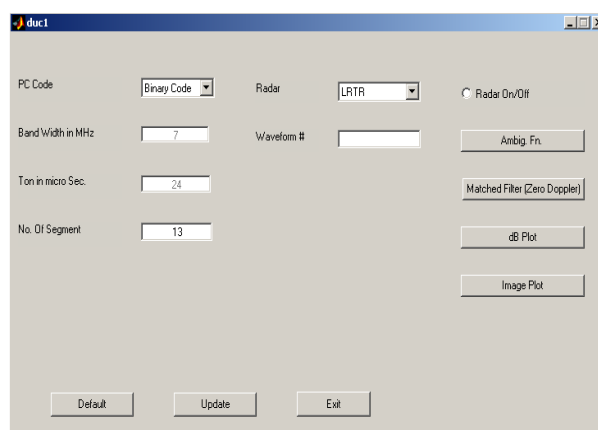 duc1
PC Code
Binary Code
Radar
LRTR
Radar On/Off
Band Width in MHz
7
Waveform #
Ambig. Fn.
Ton in micro Sec.
24
Matched Filter (Zero Doppler)
No. Of Segment
13
dB Plot
Image Plot
Default
Update
Exit